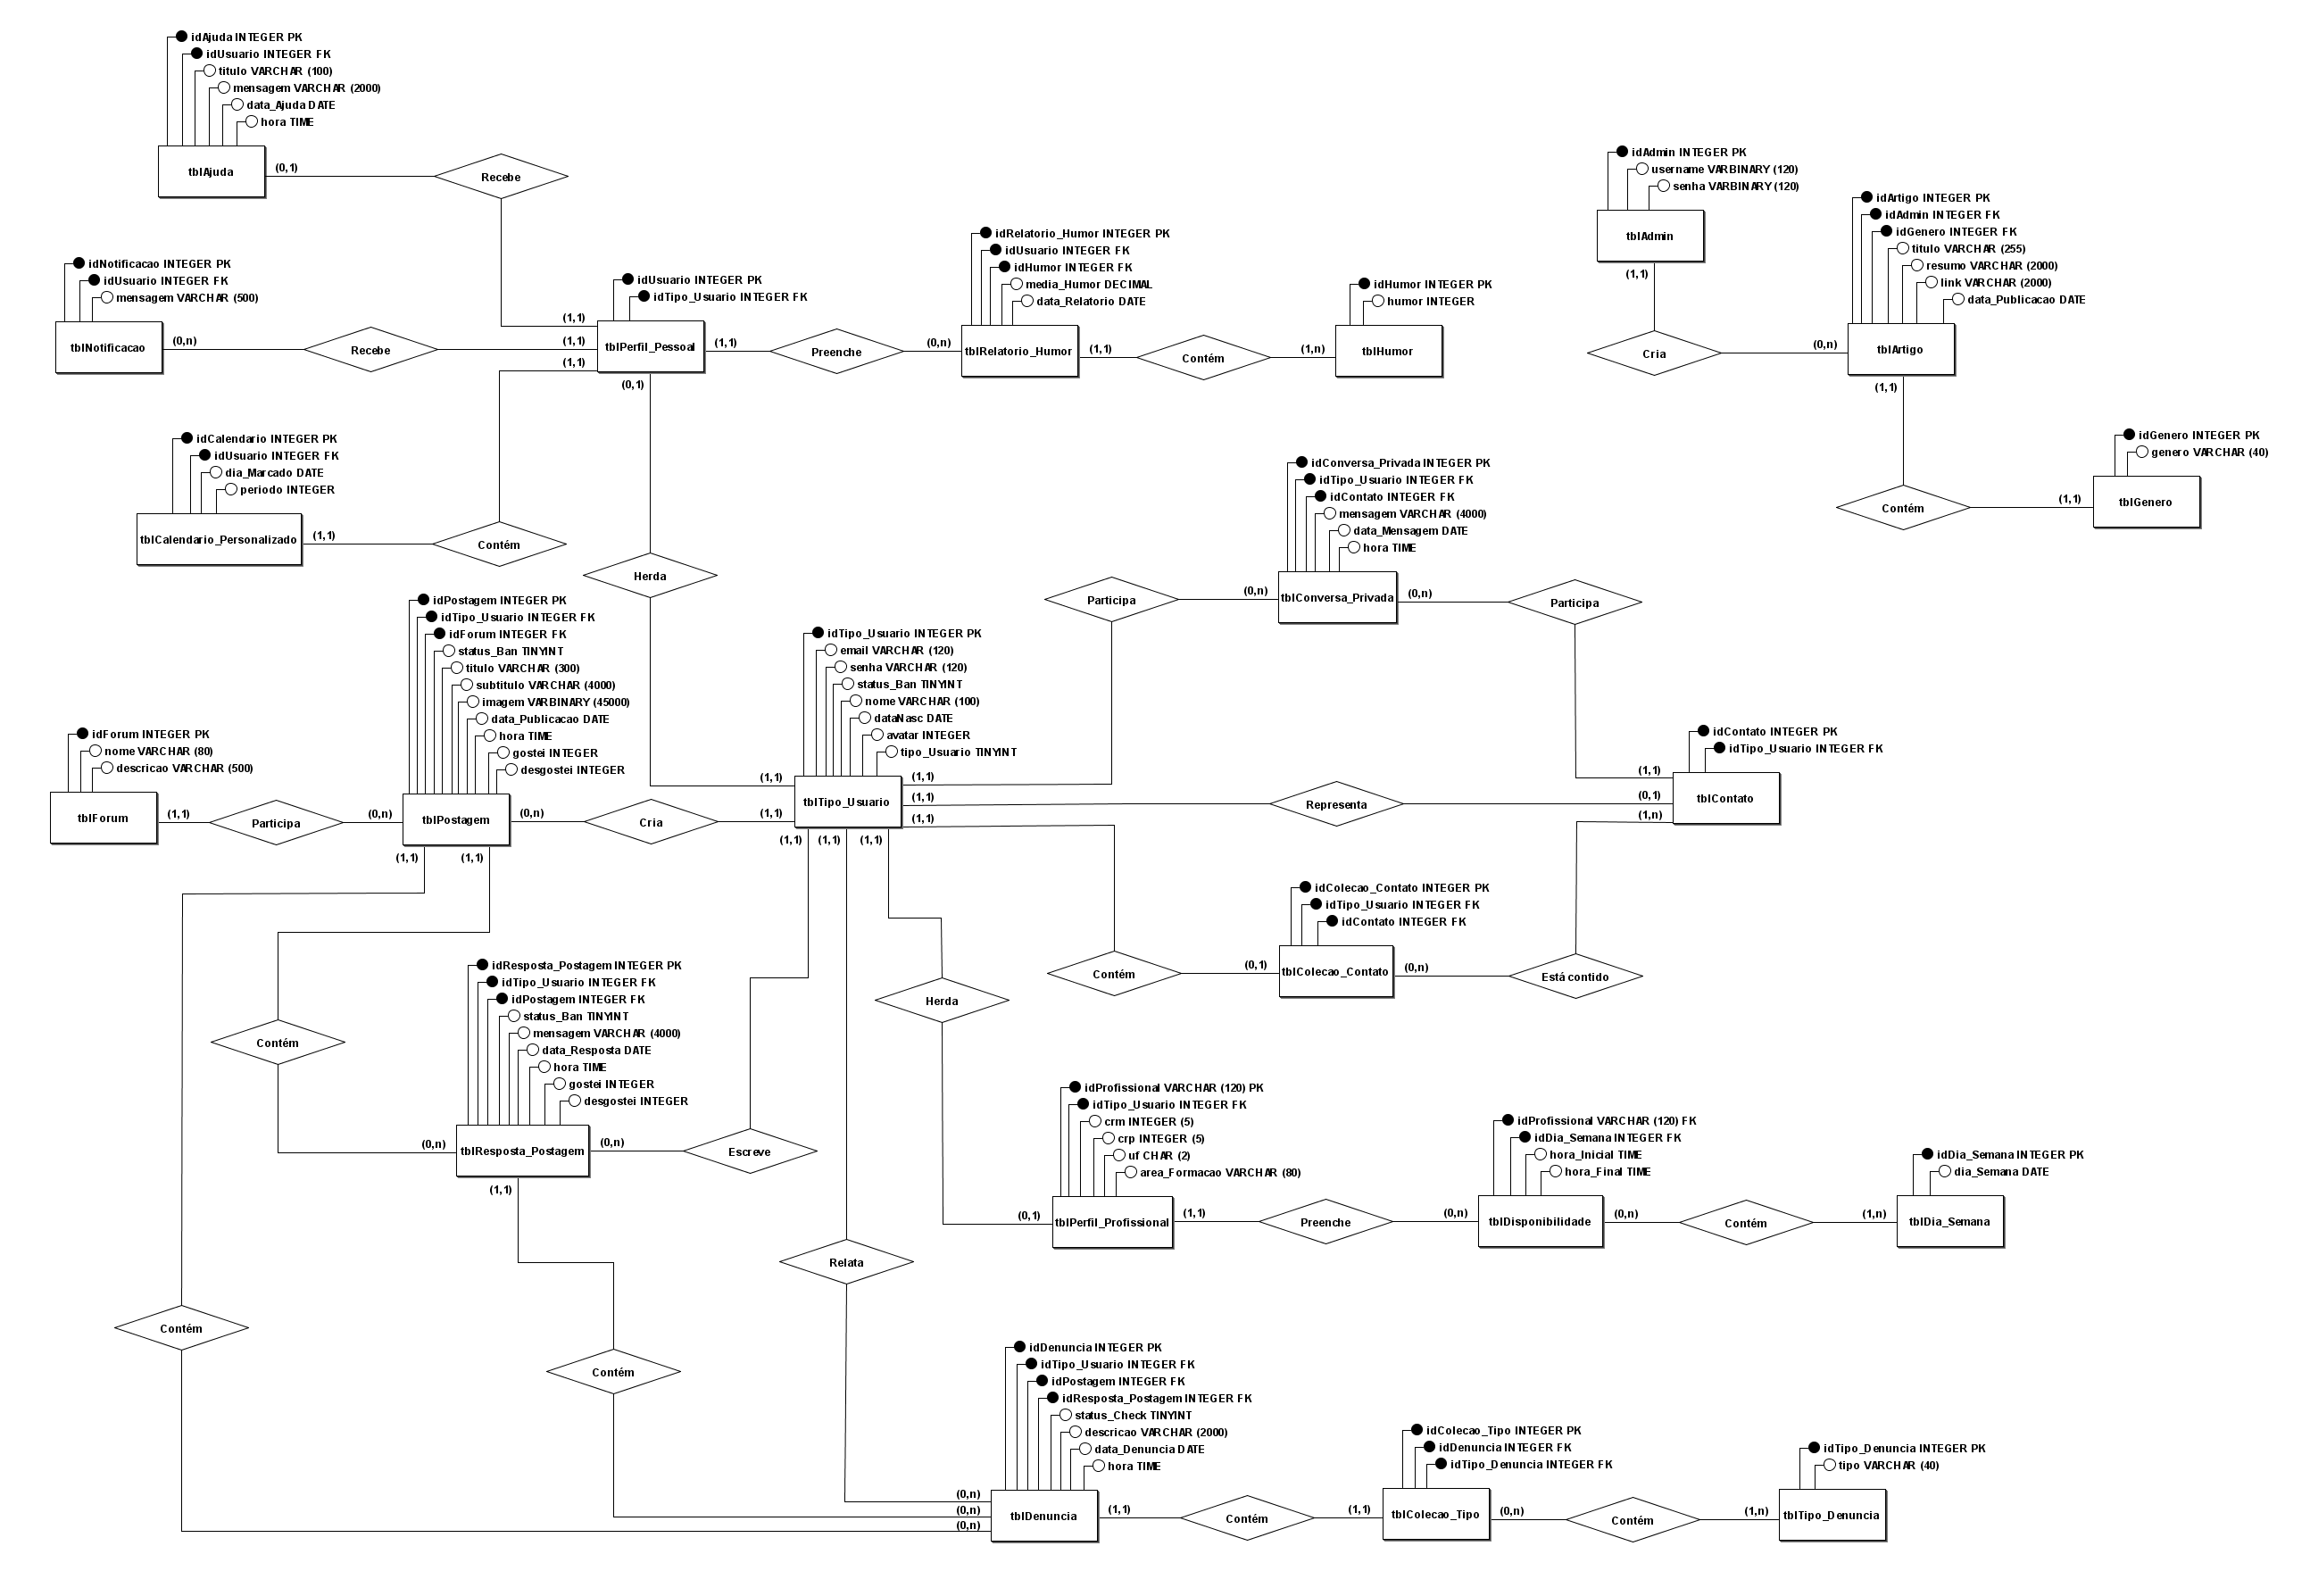 idAjuda INTEGER PK
idUsuario INTEGER FK
titulo VARCHAR (100)
mensagem VARCHAR (2000)
data_Ajuda DATE
hora TIME
tblAjuda
(0,1)
Recebe
idNotificacao INTEGER PK
idUsuario INTEGER FK
mensagem VARCHAR (500)
tblNotificacao
(0,n)
Recebe
idUsuario INTEGER PK
idTipo_Usuario INTEGER FK
(1,1)
(1,1)
(1,1)
(0,1)
tblPerfil_Pessoal
(1,1)
Preenche
(0,n)
idRelatorio_Humor INTEGER PK
idUsuario INTEGER FK
idHumor INTEGER FK
media_Humor DECIMAL
data_Relatorio DATE
tblRelatorio_Humor
(1,1)
Contém
(1,n)
idHumor INTEGER PK
humor INTEGER
tblHumor
idAdmin INTEGER PK
username VARBINARY (120)
senha VARBINARY (120)
tblAdmin
(1,1)
Cria
(0,n)
idArtigo INTEGER PK
idAdmin INTEGER FK
idGenero INTEGER FK
titulo VARCHAR (255)
resumo VARCHAR (2000)
link VARCHAR (2000)
data_Publicacao DATE
tblArtigo
(1,1)
Contém
(1,1)
idGenero INTEGER PK
genero VARCHAR (40)
tblGenero
idCalendario INTEGER PK
idUsuario INTEGER FK
dia_Marcado DATE
periodo INTEGER
tblCalendario_Personalizado
(1,1)
Contém
Herda
idConversa_Privada INTEGER PK
idTipo_Usuario INTEGER FK
idContato INTEGER FK
mensagem VARCHAR (4000)
data_Mensagem DATE
hora TIME
Participa
(0,n)
tblConversa_Privada
(0,n)
Participa
idPostagem INTEGER PK
idTipo_Usuario INTEGER FK
idForum INTEGER FK
status_Ban TINYINT
titulo VARCHAR (300)
subtitulo VARCHAR (4000)
imagem VARBINARY (45000)
data_Publicacao DATE
hora TIME
gostei INTEGER
desgostei INTEGER
idForum INTEGER PK
nome VARCHAR (80)
descricao VARCHAR (500)
tblForum
(1,1)
Participa
(0,n)
tblPostagem
(1,1)
(1,1)
(0,n)
Cria
(1,1)
(1,1)
idTipo_Usuario INTEGER PK
email VARCHAR (120)
senha VARCHAR (120)
status_Ban TINYINT
nome VARCHAR (100)
dataNasc DATE
avatar INTEGER
tipo_Usuario TINYINT
tblTipo_Usuario
(1,1)
(1,1)
(1,1)
(1,1)
(1,1)
(1,1)
Representa
idContato INTEGER PK
idTipo_Usuario INTEGER FK
(1,1)
(0,1)
(1,n)
tblContato
idColecao_Contato INTEGER PK
idTipo_Usuario INTEGER FK
idContato INTEGER FK
Contém
(0,1)
tblColecao_Contato
(0,n)
Está contido
Herda
idResposta_Postagem INTEGER PK
idTipo_Usuario INTEGER FK
idPostagem INTEGER FK
status_Ban TINYINT
mensagem VARCHAR (4000)
data_Resposta DATE
hora TIME
gostei INTEGER
desgostei INTEGER
Contém
(0,n)
tblResposta_Postagem
(0,n)
Escreve
(1,1)
idProfissional VARCHAR (120) PK
idTipo_Usuario INTEGER FK
crm INTEGER (5)
crp INTEGER (5)
uf CHAR (2)
area_Formacao VARCHAR (80)
(0,1)
tblPerfil_Profissional
(1,1)
Preenche
(0,n)
idProfissional VARCHAR (120) FK
idDia_Semana INTEGER FK
hora_Inicial TIME
hora_Final TIME
tblDisponibilidade
(0,n)
Contém
(1,n)
idDia_Semana INTEGER PK
dia_Semana DATE
tblDia_Semana
Relata
Contém
Contém
idDenuncia INTEGER PK
idTipo_Usuario INTEGER FK
idPostagem INTEGER FK
idResposta_Postagem INTEGER FK
status_Check TINYINT
descricao VARCHAR (2000)
data_Denuncia DATE
hora TIME
(0,n)
(0,n)
(0,n)
tblDenuncia
(1,1)
Contém
(1,1)
idColecao_Tipo INTEGER PK
idDenuncia INTEGER FK
idTipo_Denuncia INTEGER FK
tblColecao_Tipo
(0,n)
Contém
(1,n)
idTipo_Denuncia INTEGER PK
tipo VARCHAR (40)
tblTipo_Denuncia